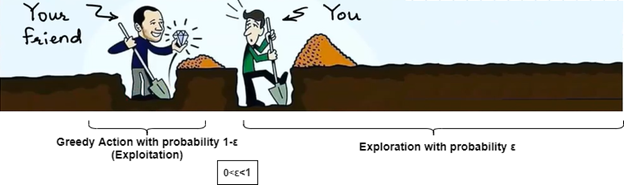 Your
friend
You
Greedy Action with probability 1-ε
(Exploitation)
Exploration with probability ε
0<ε<1